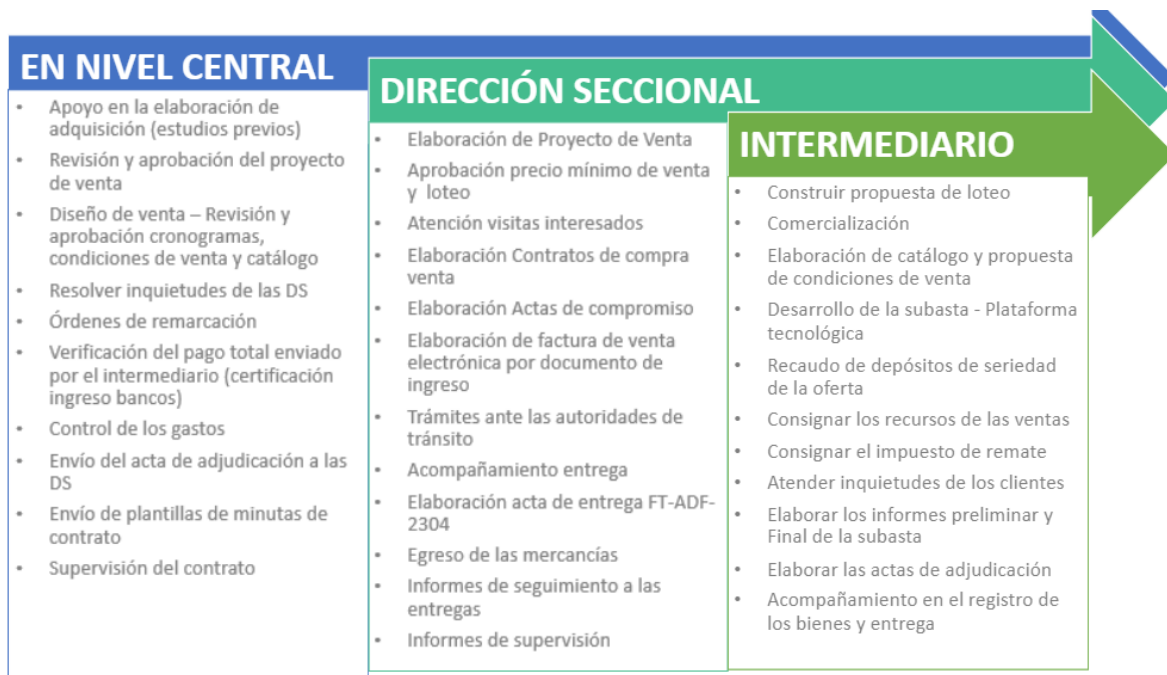 EN NIVEL CENTRAL
• Apoyo en la elaboración de
adquisición (estudios previos)
• Revisión y aprobación del proyecto
de venta
• Diseño de venta – Revisión y
aprobación cronogramas,
condiciones de venta y catálogo
• Resolver inquietudes de las DS
• Órdenes de remarcación
• Verificación del pago total enviado
por el intermediario (certificación
ingreso bancos)
• Control de los gastos
• Envío del acta de adjudicación a las
DS
• Envío de plantillas de minutas de
contrato
• Supervisión del contrato
DIRECCIÓN SECCIONAL
• Elaboración de Proyecto de Venta
• Aprobación precio mínimo de venta
y loteo
• Atención visitas interesados
• Elaboración Contratos de compra
venta
• Elaboración Actas de compromiso
• Elaboración de factura de venta
electrónica por documento de
ingreso
• Trámites ante las autoridades de
tránsito
• Acompañamiento entrega
• Elaboración acta de entrega FT-ADF-
2304
• Egreso de las mercancías
• Informes de seguimiento a las
entregas
• Informes de supervisión
INTERMEDIARIO
• Construir propuesta de loteo
• Comercialización
• Elaboración de catálogo y propuesta
de condiciones de venta
• Desarrollo de la subasta - Plataforma
tecnológica
• Recaudo de depósitos de seriedad
de la oferta
• Consignar los recursos de las ventas
• Consignar el impuesto de remate
• Atender inquietudes de los clientes
• Elaborar los informes preliminar y
Final de la subasta
• Elaborar las actas de adjudicación
• Acompañamiento en el registro de
los bienes y entrega